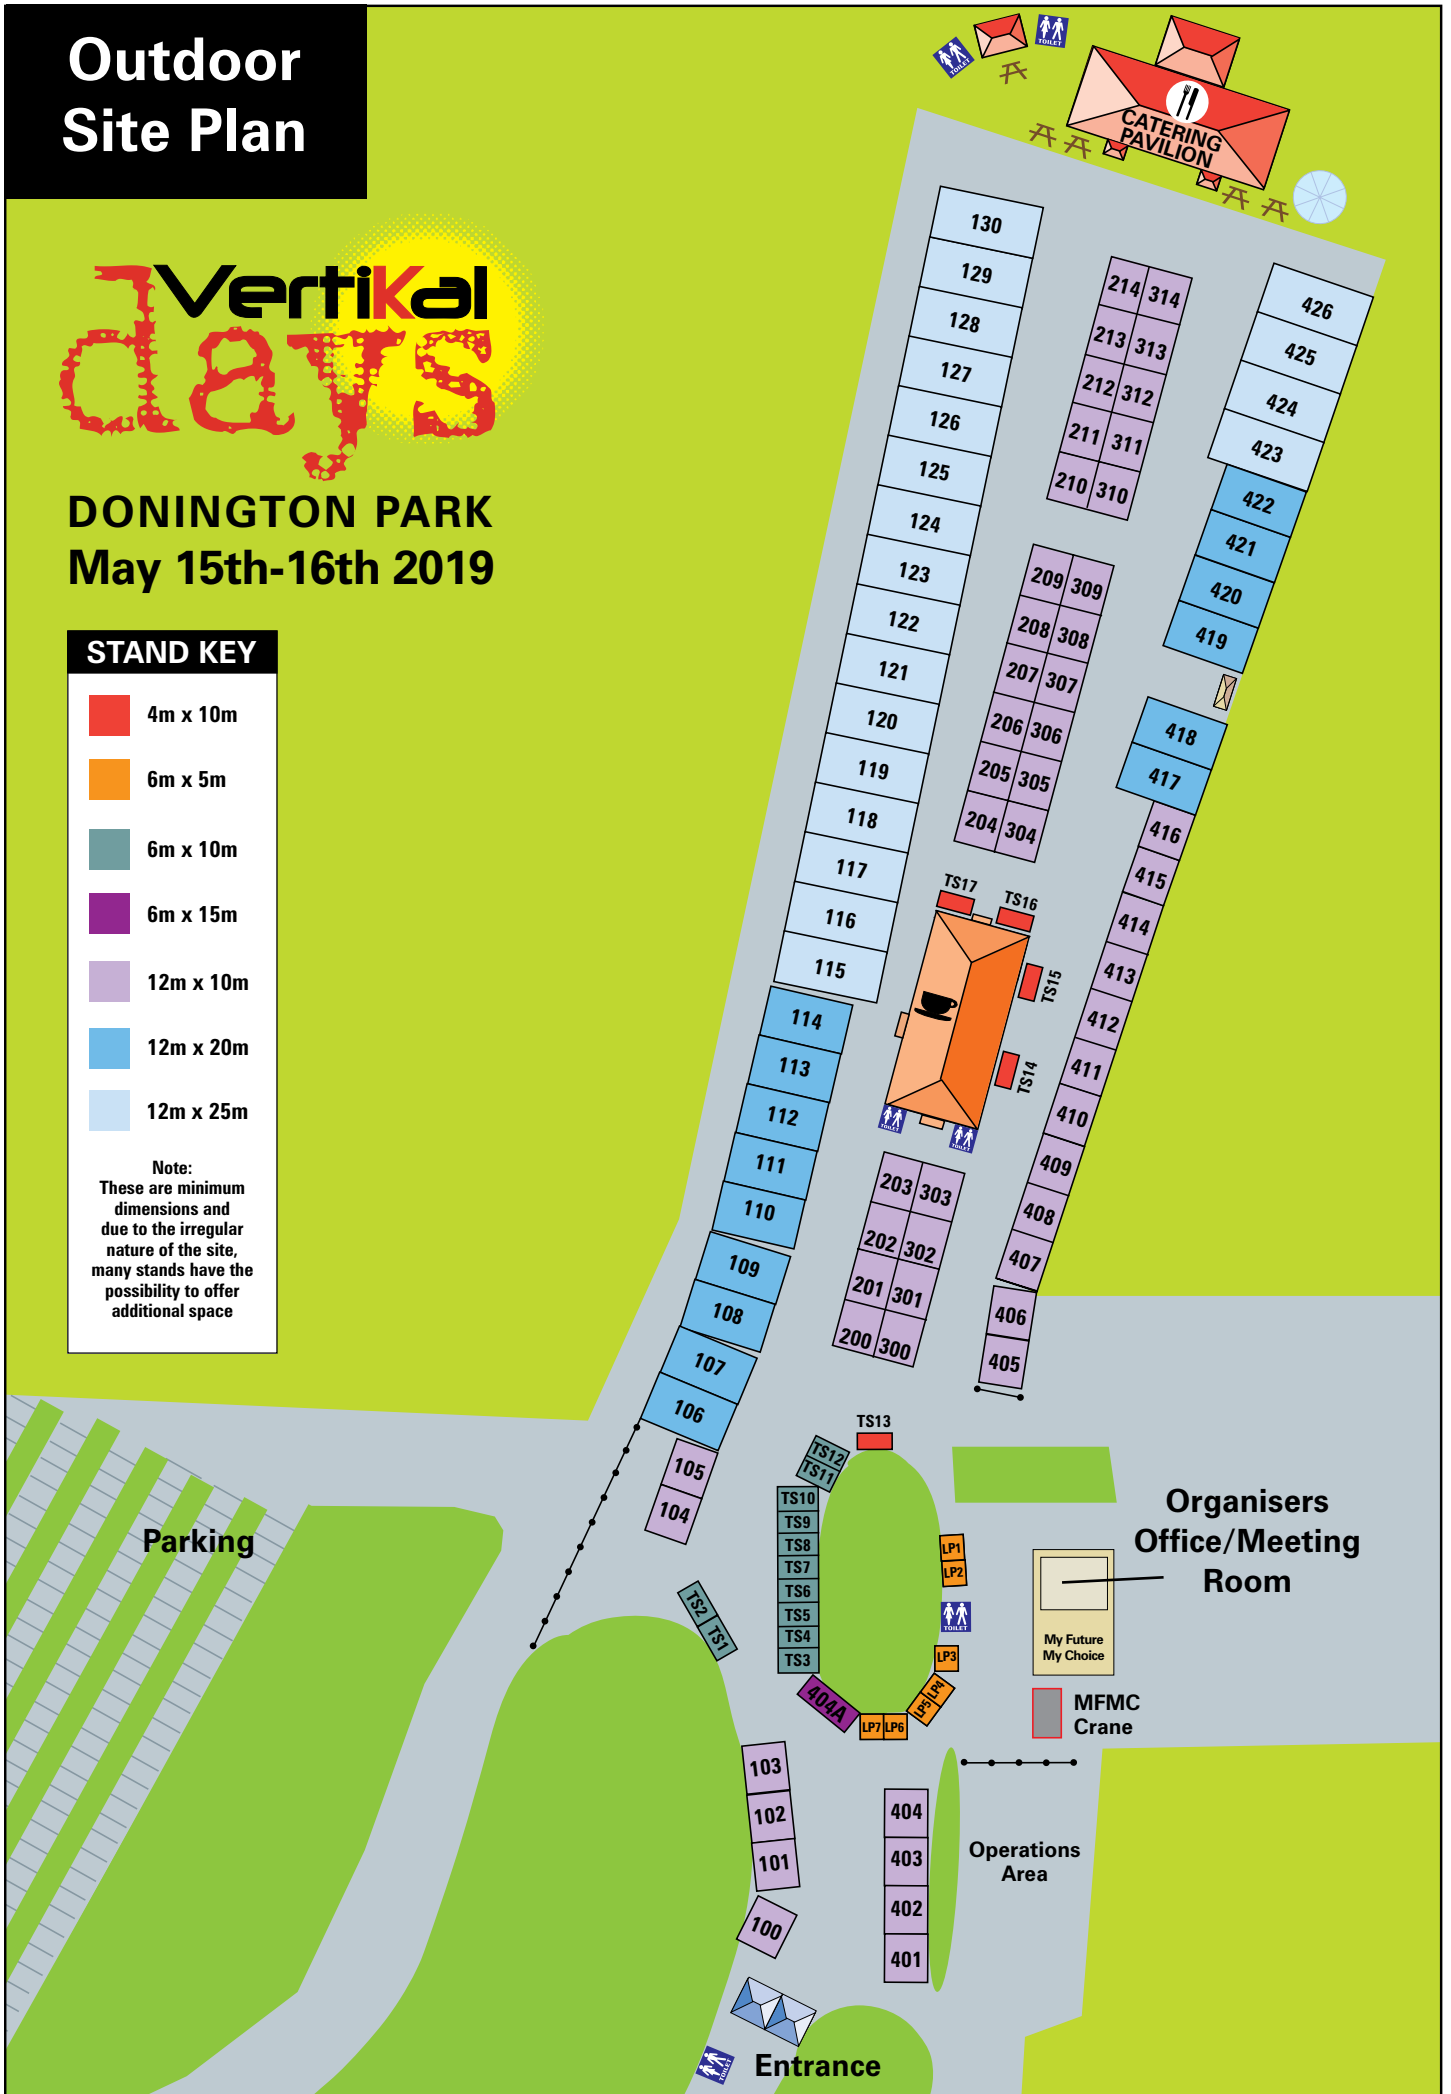 Outdoor
Site Plan
VertiKal
days
DONINGTON PARK
May 15th-16th 2019
STAND KEY
4m x 10m
6m x 5m
6m x 10m
6m x 15m
12m x 10m
12m x 20m
12m x 25m
Note:
These are minimum
dimensions and
due to the irregular
nature of the site,
many stands have the
possibility to offer
additional space
TOILET
TOILET
CATERING
PAVILION
130
129
128
127
126
125
124
123
122
121
120
119
118
117
116
115
114
113
112
111
110
109
108
107
106
105
104
214 314
213 313
212 312
211 311
210 310
209 309
208 308
207 307
206 306
205 305
204 304
426
425
424
423
422
421
420
419
418
417
416
415
414
413
412
411
410
409
408
407
406
405
TS17
TS16
TS15
TS14
TOILET
TOILET
203 303
202 302
201 301
200 300
TS13
TS12
TS11
TS10
TS9
TS8
TS7
TS6
TS5
TS4
TS3
TS2
TS1
404A
LP1
LP2
TOILET
LP3
LP4
LP5
LP7 LP6
Parking
Organisers
Office/Meeting
Room
My Future
My Choice
MFMC
Crane
103
102
101
100
404
403
402
401
Operations
Area
TOILET
Entrance